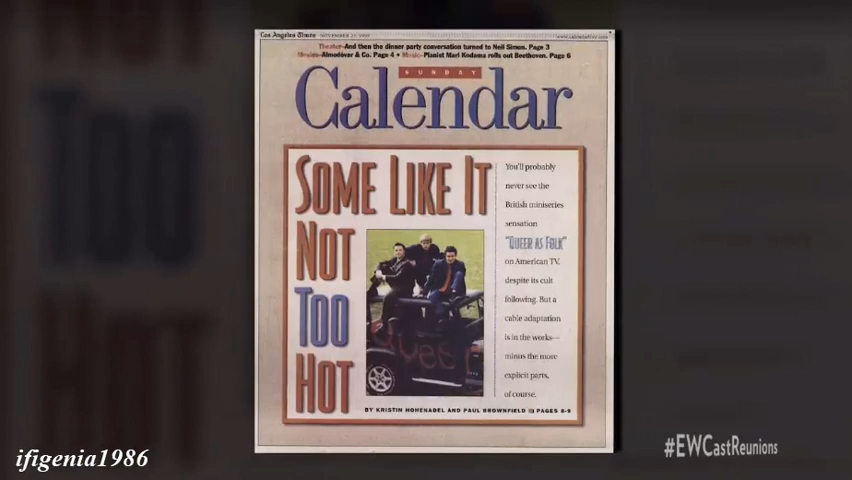 Los Angeles Times
Theater—And then the dinner party conversation turned to Neil Simon. Page 3
Movies—Almodóvar & Co. Page 4 • Music—Pianist Mari Kodama rolls out Beethoven. Page 6
SUNDAY
Calendar
SOME LIKE IT
NOT
TOO
HOT
You'll probably
never see the
British miniseries
sensation
"QUEER AS FOLK"
on American TV,
despite its cult
following. But a
cable adaptation
is in the works—
minus the more
explicit parts,
of course.
queer
BY KRISTIN HOHENADEL AND PAUL BROWNFIELD PAGES 8-9
#EWCastReunions
ifigenia1986
Too